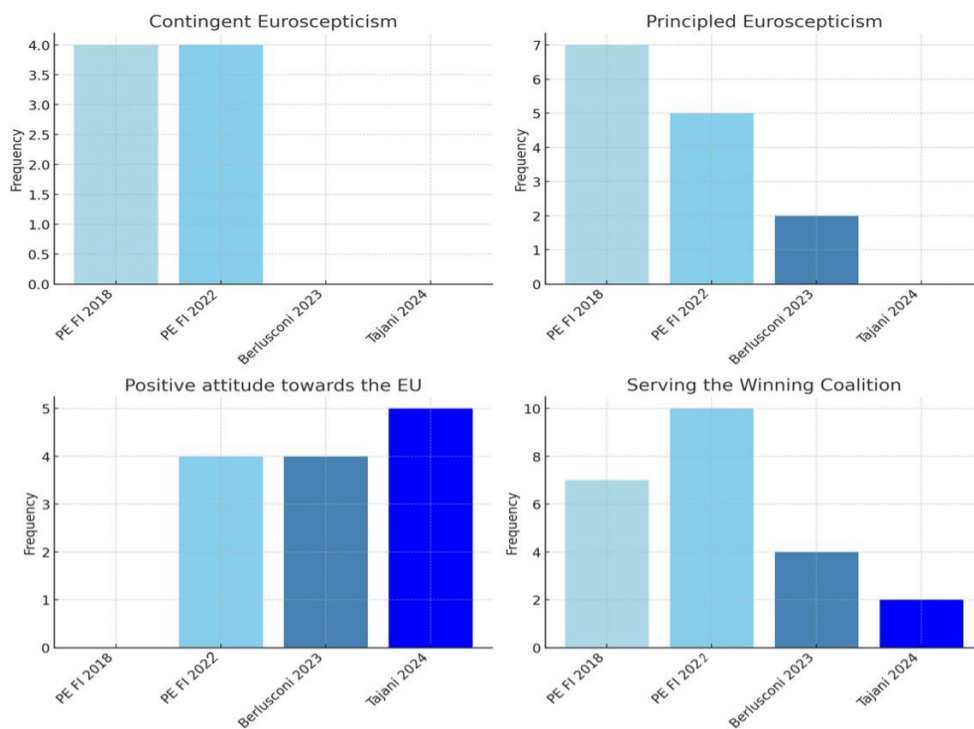 Contingent Euroscepticism
Frequency
4.0
3.5
3.0
2.5
2.0
1.5
1.0
0.5
0.0
PE FI 2018
PE FI 2022
Berlusconi 2023
Tajani 2024
Principled Euroscepticism
Frequency
7
6
5
4
3
2
1
0
PE FI 2018
PE FI 2022
Berlusconi 2023
Tajani 2024
Positive attitude towards the EU
Frequency
5
4
3
2
1
0
PE FI 2018
PE FI 2022
Berlusconi 2023
Tajani 2024
Serving the Winning Coalition
Frequency
10
8
6
4
2
0
PE FI 2018
PE FI 2022
Berlusconi 2023
Tajani 2024